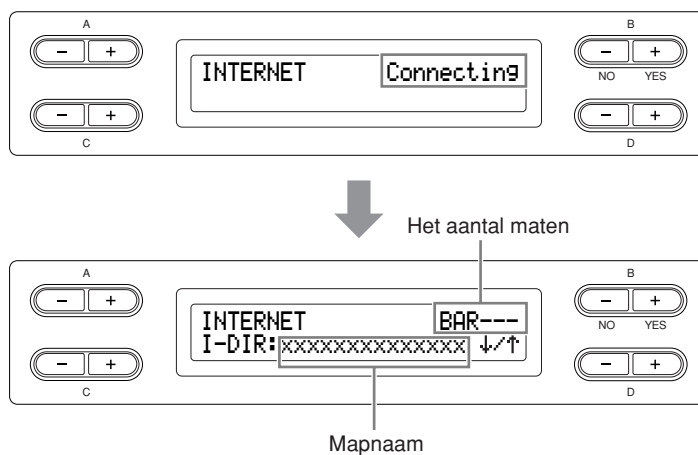 A
B
- +
INTERNET Connecting
- +
NO YES
- +
- +
C
D
Het aantal maten
A
B
- +
INTERNET BAR---
- +
NO YES
I-DIR:xxxxxxxxxxxxxx ↓/↑
- +
- +
C
D
Mapnaam